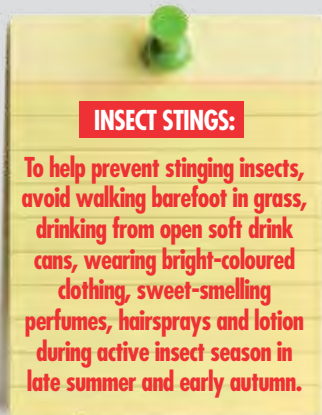 INSECT STINGS:
To help prevent stinging insects,
avoid walking barefoot in grass,
drinking from open soft drink
cans, wearing bright-coloured
clothing, sweet-smelling
perfumes, hairsprays and lotion
during active insect season in
late summer and early autumn.